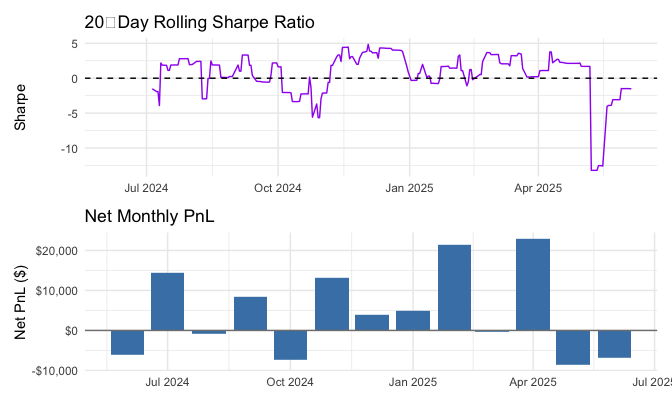 20▯Day Rolling Sharpe Ratio
5
0
-5
-10
Sharpe
Jul 2024
Oct 2024
Jan 2025
Apr 2025
Net Monthly PnL
$20,000
$10,000
$0
-$10,000
Net PnL ($)
Jul 2024
Oct 2024
Jan 2025
Apr 2025
Jul 2025